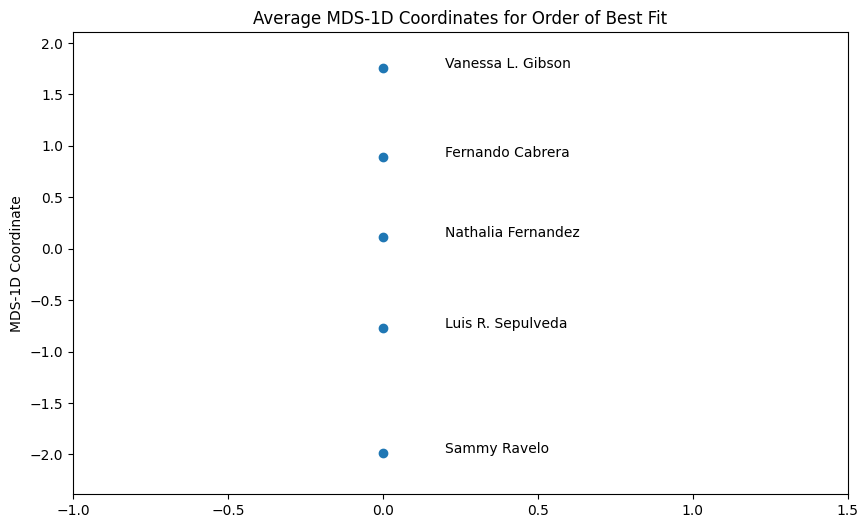 Average MDS-1D Coordinates for Order of Best Fit
2.0
1.5
1.0
0.5
0.0
−0.5
−1.0
−1.5
−2.0
MDS-1D Coordinate
Vanessa L. Gibson
Fernando Cabrera
Nathalia Fernandez
Luis R. Sepulveda
Sammy Ravelo
−1.0
−0.5
0.0
0.5
1.0
1.5